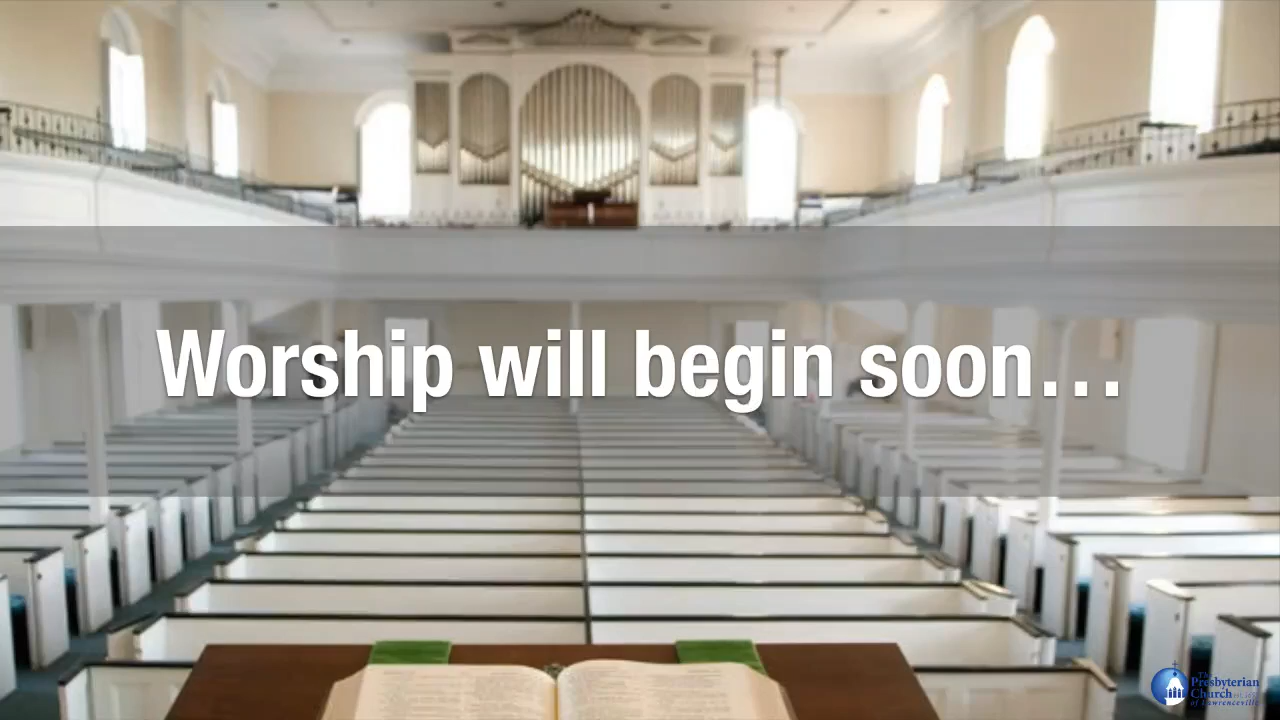 Worship will begin soon…
The
Presbyterian
Church
of Lawrenceville